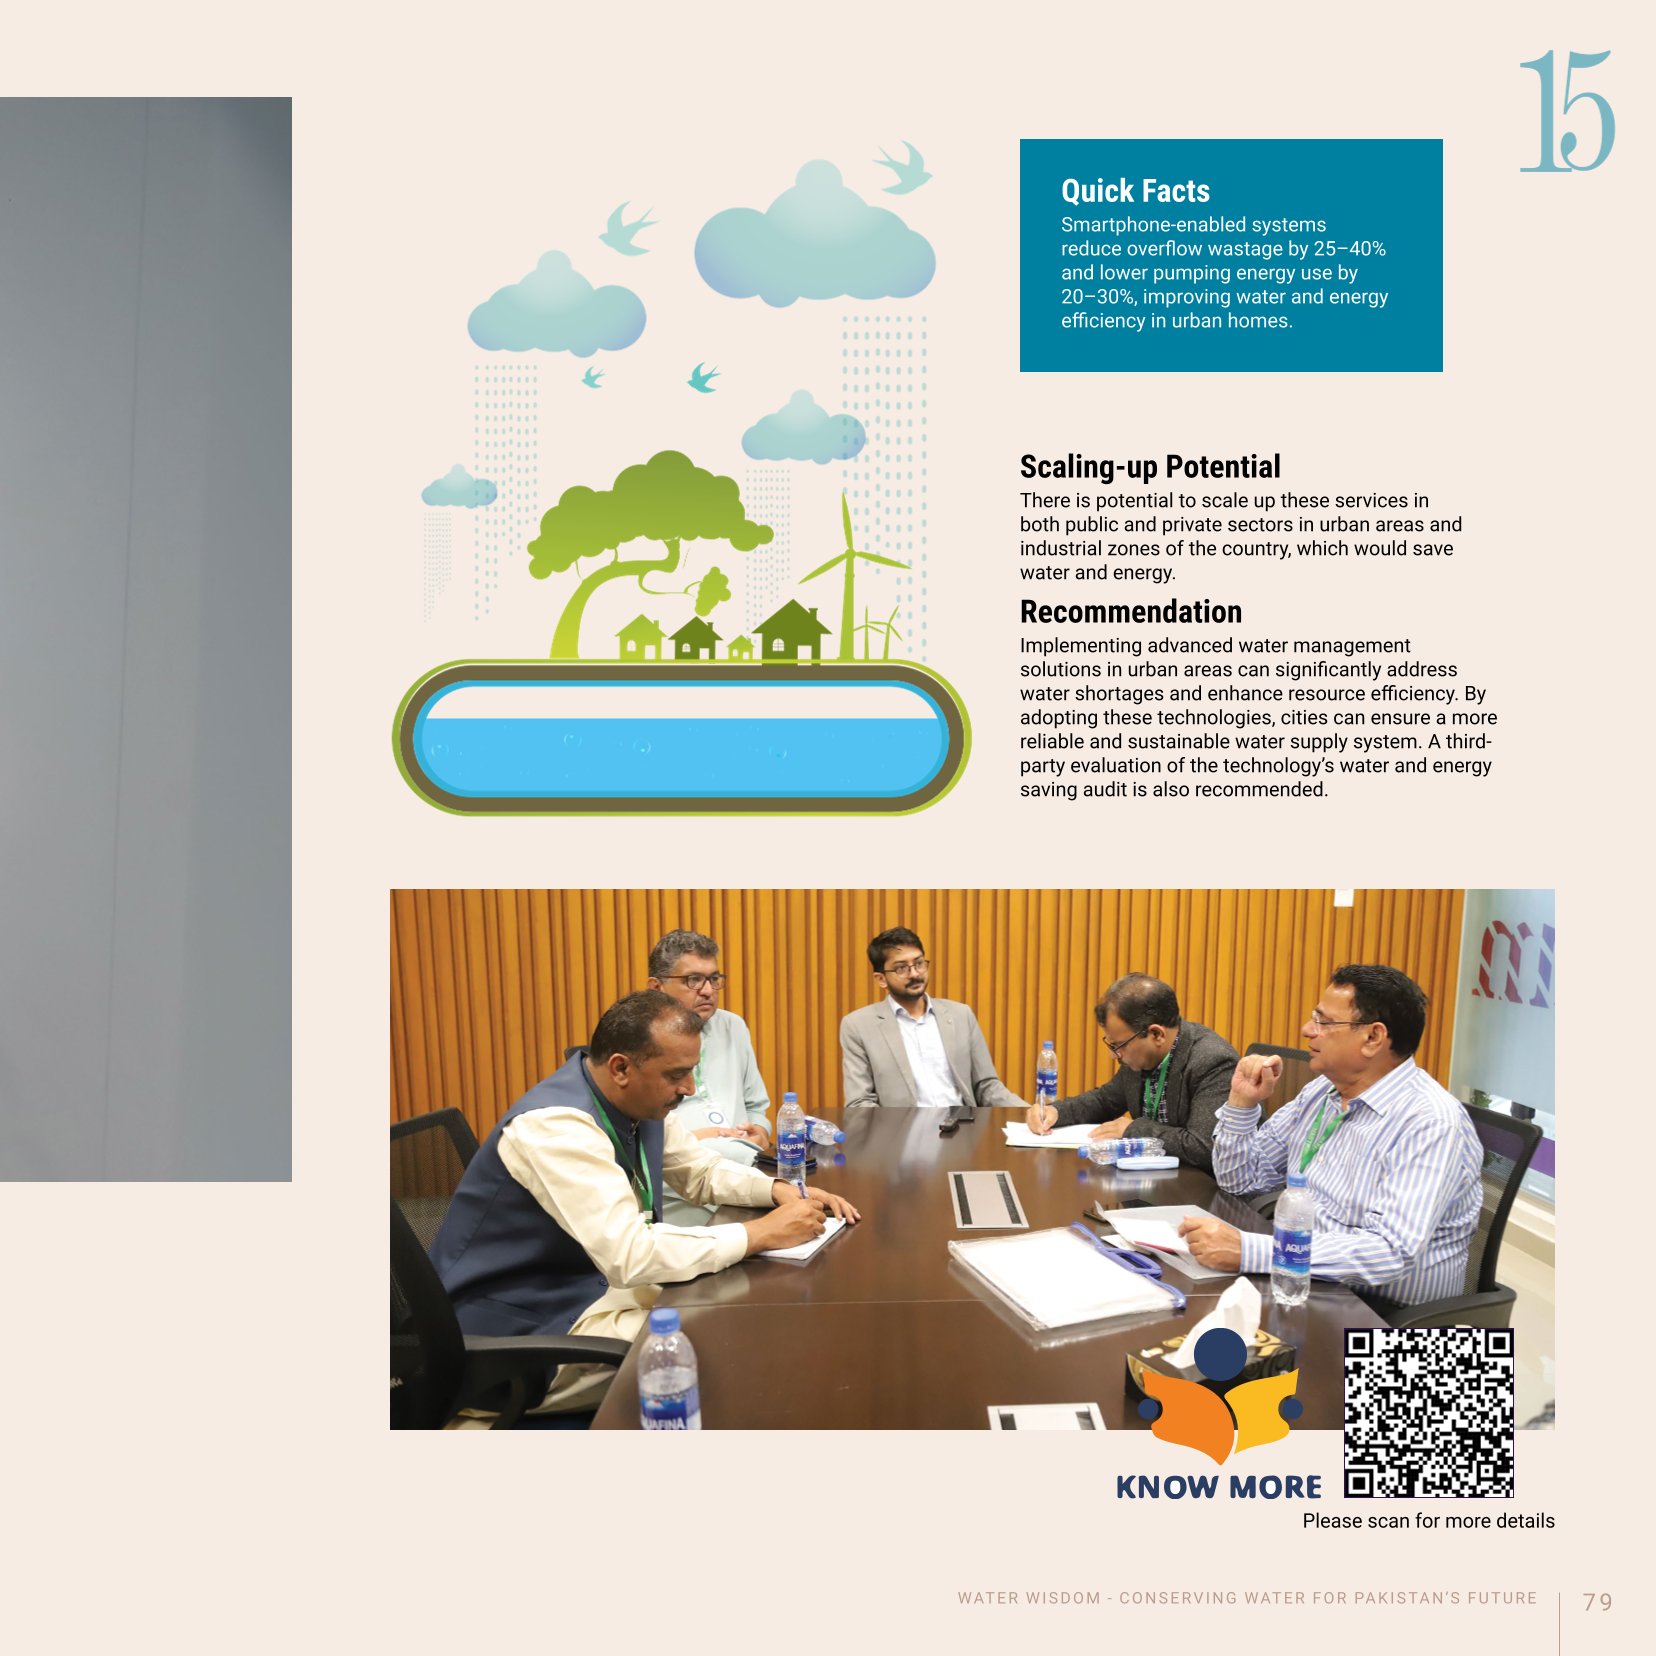 15
Quick Facts
Smartphone-enabled systems
reduce overflow wastage by 25–40%
and lower pumping energy use by
20–30%, improving water and energy
efficiency in urban homes.
Scaling-up Potential
There is potential to scale up these services in
both public and private sectors in urban areas and
industrial zones of the country, which would save
water and energy.
Recommendation
Implementing advanced water management
solutions in urban areas can significantly address
water shortages and enhance resource efficiency. By
adopting these technologies, cities can ensure a more
reliable and sustainable water supply system. A third-
party evaluation of the technology's water and energy
saving audit is also recommended.
AQUAFINA
AQUAFINA
KNOW MORE
Please scan for more details
WATER WISDOM - CONSERVING WATER FOR PAKISTAN'S FUTURE
79